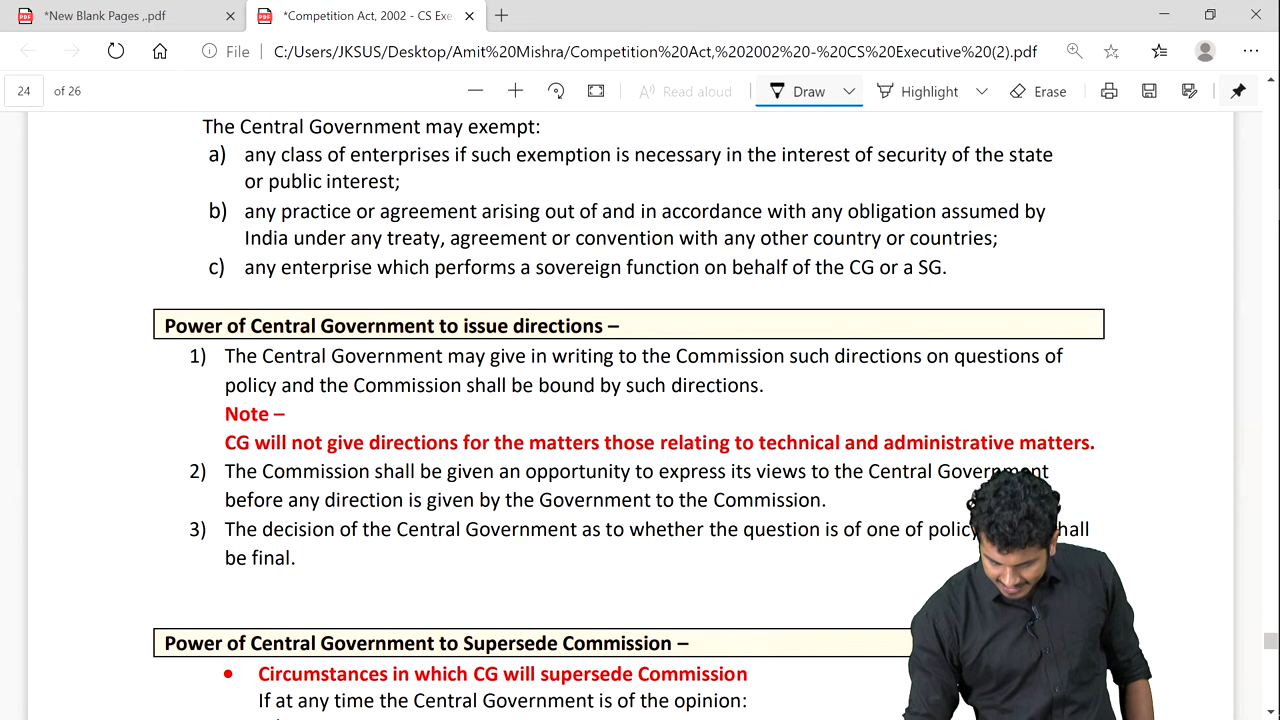 *New Blank Pages ,.pdf
*Competition Act, 2002 - CS Exe
File
C:/Users/JKSUS/Desktop/Amit%20Mishra/Competition%20Act,%202002%20-%20CS%20Executive%20(2).pdf
24 of 26
Read aloud
Draw
Highlight
Erase
The Central Government may exempt:
a) any class of enterprises if such exemption is necessary in the interest of security of the state
or public interest;
b) any practice or agreement arising out of and in accordance with any obligation assumed by
India under any treaty, agreement or convention with any other country or countries;
c) any enterprise which performs a sovereign function on behalf of the CG or a SG.
Power of Central Government to issue directions –
1) The Central Government may give in writing to the Commission such directions on questions of
policy and the Commission shall be bound by such directions.
Note –
CG will not give directions for the matters those relating to technical and administrative matters.
2) The Commission shall be given an opportunity to express its views to the Central Government
before any direction is given by the Government to the Commission.
3) The decision of the Central Government as to whether the question is of one of policy hall
be final.
Power of Central Government to Supersede Commission –
• Circumstances in which CG will supersede Commission
If at any time the Central Government is of the opinion: